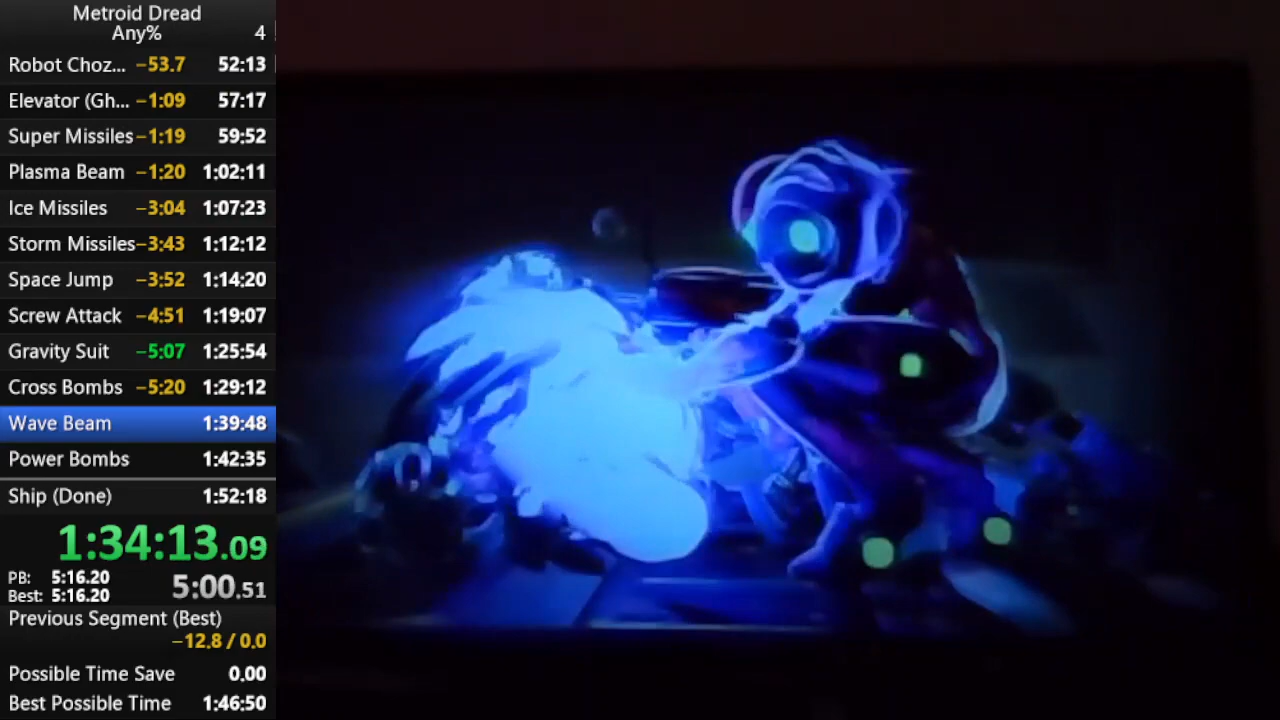 Metroid Dread
Any% 4
Robot Choz... −53.7 52:13
Elevator (Gh... −1:09 57:17
Super Missiles −1:19 59:52
Plasma Beam −1:20 1:02:11
Ice Missiles −3:04 1:07:23
Storm Missiles −3:43 1:12:12
Space Jump −3:52 1:14:20
Screw Attack −4:51 1:19:07
Gravity Suit −5:07 1:25:54
Cross Bombs −5:20 1:29:12
Wave Beam 1:39:48
Power Bombs 1:42:35
Ship (Done) 1:52:18
1:34:13.09
PB: 5:16.20 5:00.51
Best: 5:16.20
Previous Segment (Best)
−12.8 / 0.0
Possible Time Save 0.00
Best Possible Time 1:46:50